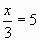 x/3 = 5